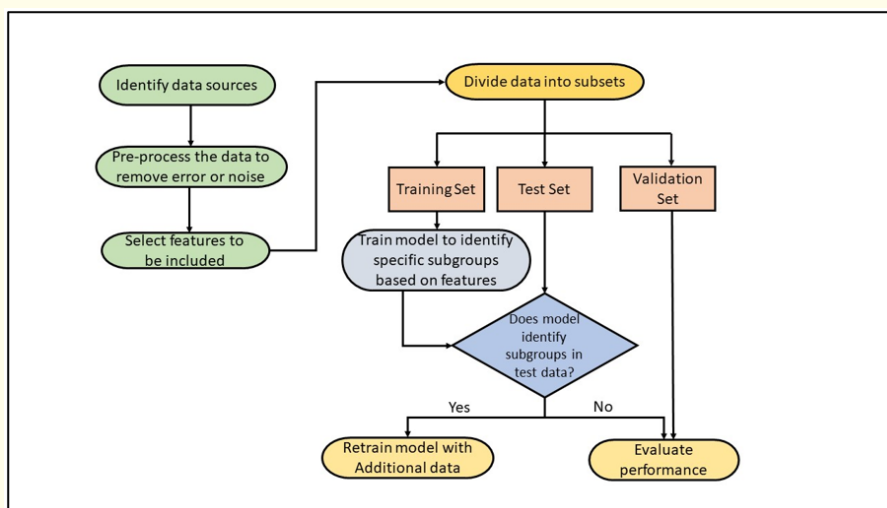 Identify data sources
Pre-process the data to
remove error or noise
Select features to
be included
Divide data into subsets
Training Set
Test Set
Validation
Set
Train model to identify
specific subgroups
based on features
Does model
identify
subgroups in
test data?
Yes
No
Retrain model with
Additional data
Evaluate
performance